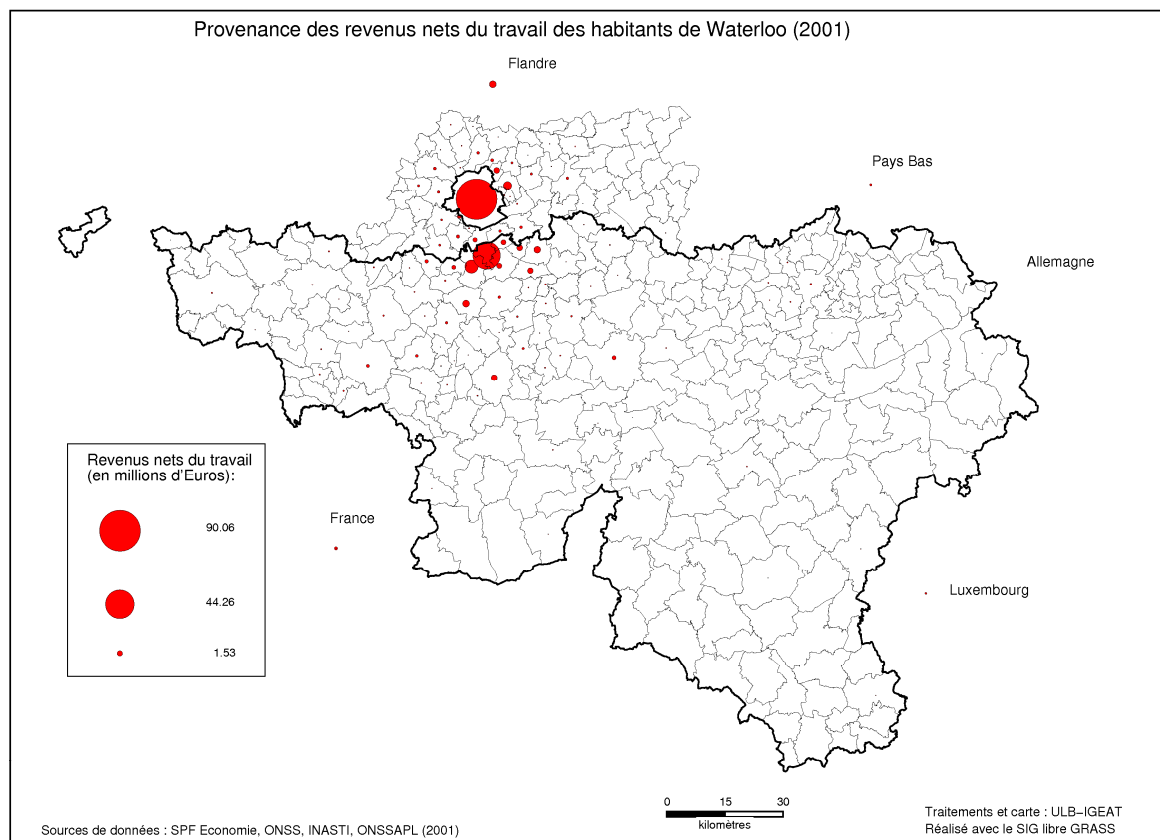 Provenance des revenus nets du travail des habitants de Waterloo (2001)
Flandre
Pays Bas
Allemagne
Revenus nets du travail
(en millions d'Euros):
90.06
44.26
1.53
France
Luxembourg
0 15 30
kilomètres
Sources de données : SPF Economie, ONSS, INASTI, ONSSAPL (2001)
Traitements et carte : ULB–IGEAT
Réalisé avec le SIG libre GRASS